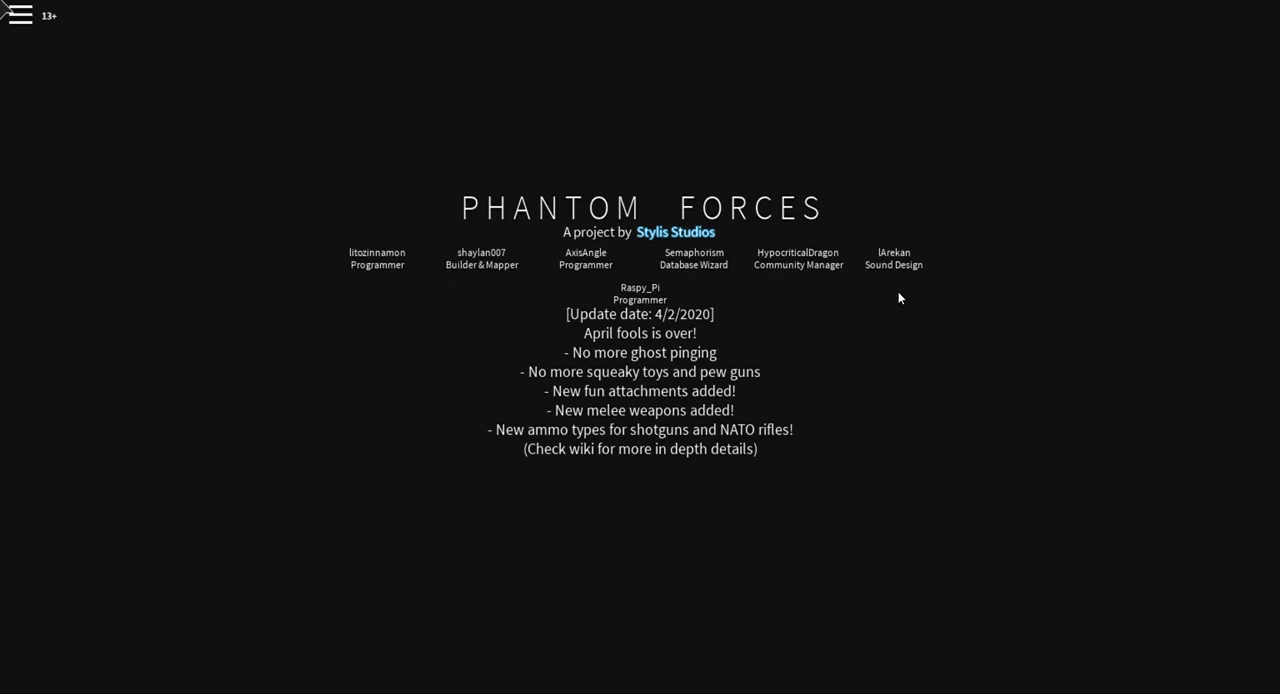 13+
PHANTOM FORCES
A project by Stylis Studios
litozinnamon shaylan007 AxisAngle Semaphorism HypocriticalDragon lArekan
Programmer Builder & Mapper Programmer Database Wizard Community Manager Sound Design
Raspy_Pi
Programmer
[Update date: 4/2/2020]
April fools is over!
- No more ghost pinging
- No more squeaky toys and pew guns
- New fun attachments added!
- New melee weapons added!
- New ammo types for shotguns and NATO rifles!
(Check wiki for more in depth details)